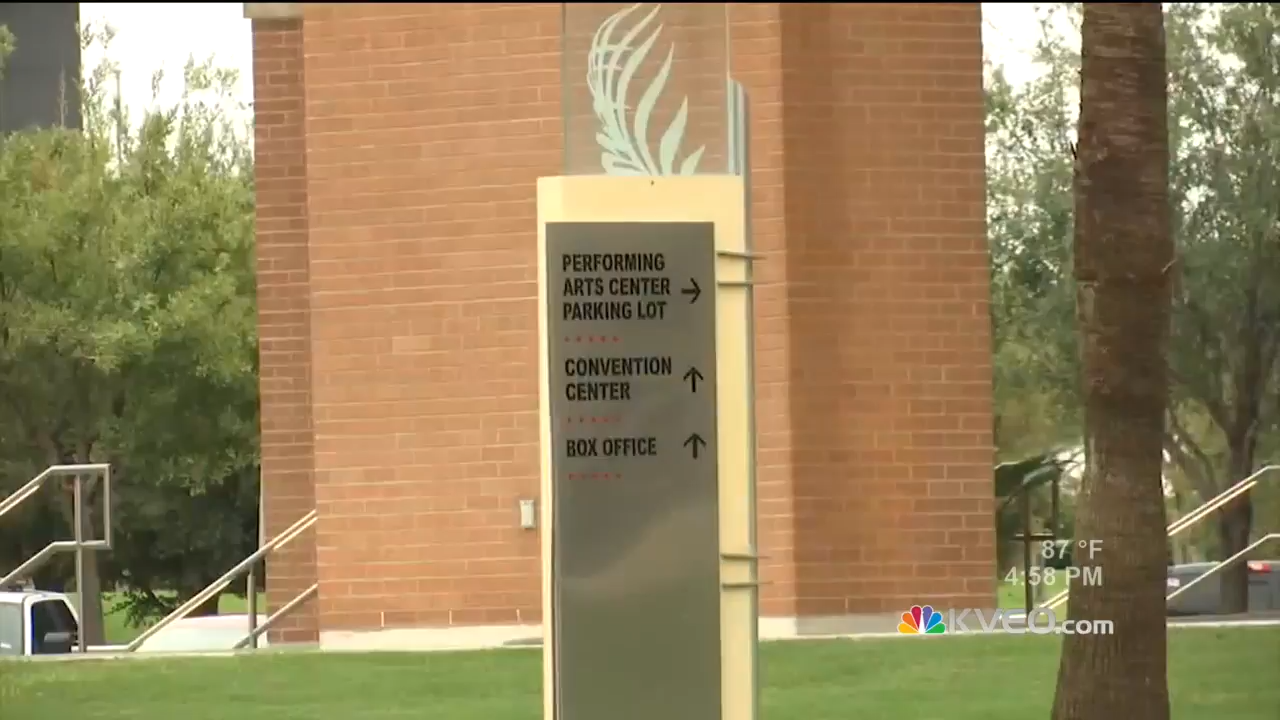 PERFORMING
ARTS CENTER
PARKING LOT
CONVENTION
CENTER
BOX OFFICE
87 °F
4:58 PM
KVEO.com